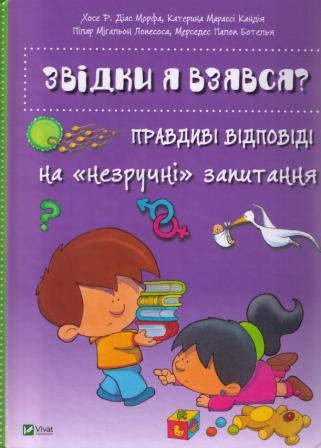 Хосе Р. Діас Морфа, Катерина Марассі Кандія
Пілар Мігальон Лопесоса, Мерседес Палок Ботелья
ЗВІДКИ Я ВЗЯВСЯ?
ПРАВДИВІ ВІДПОВІДІ
на «незручні» запитання
?
Vivat